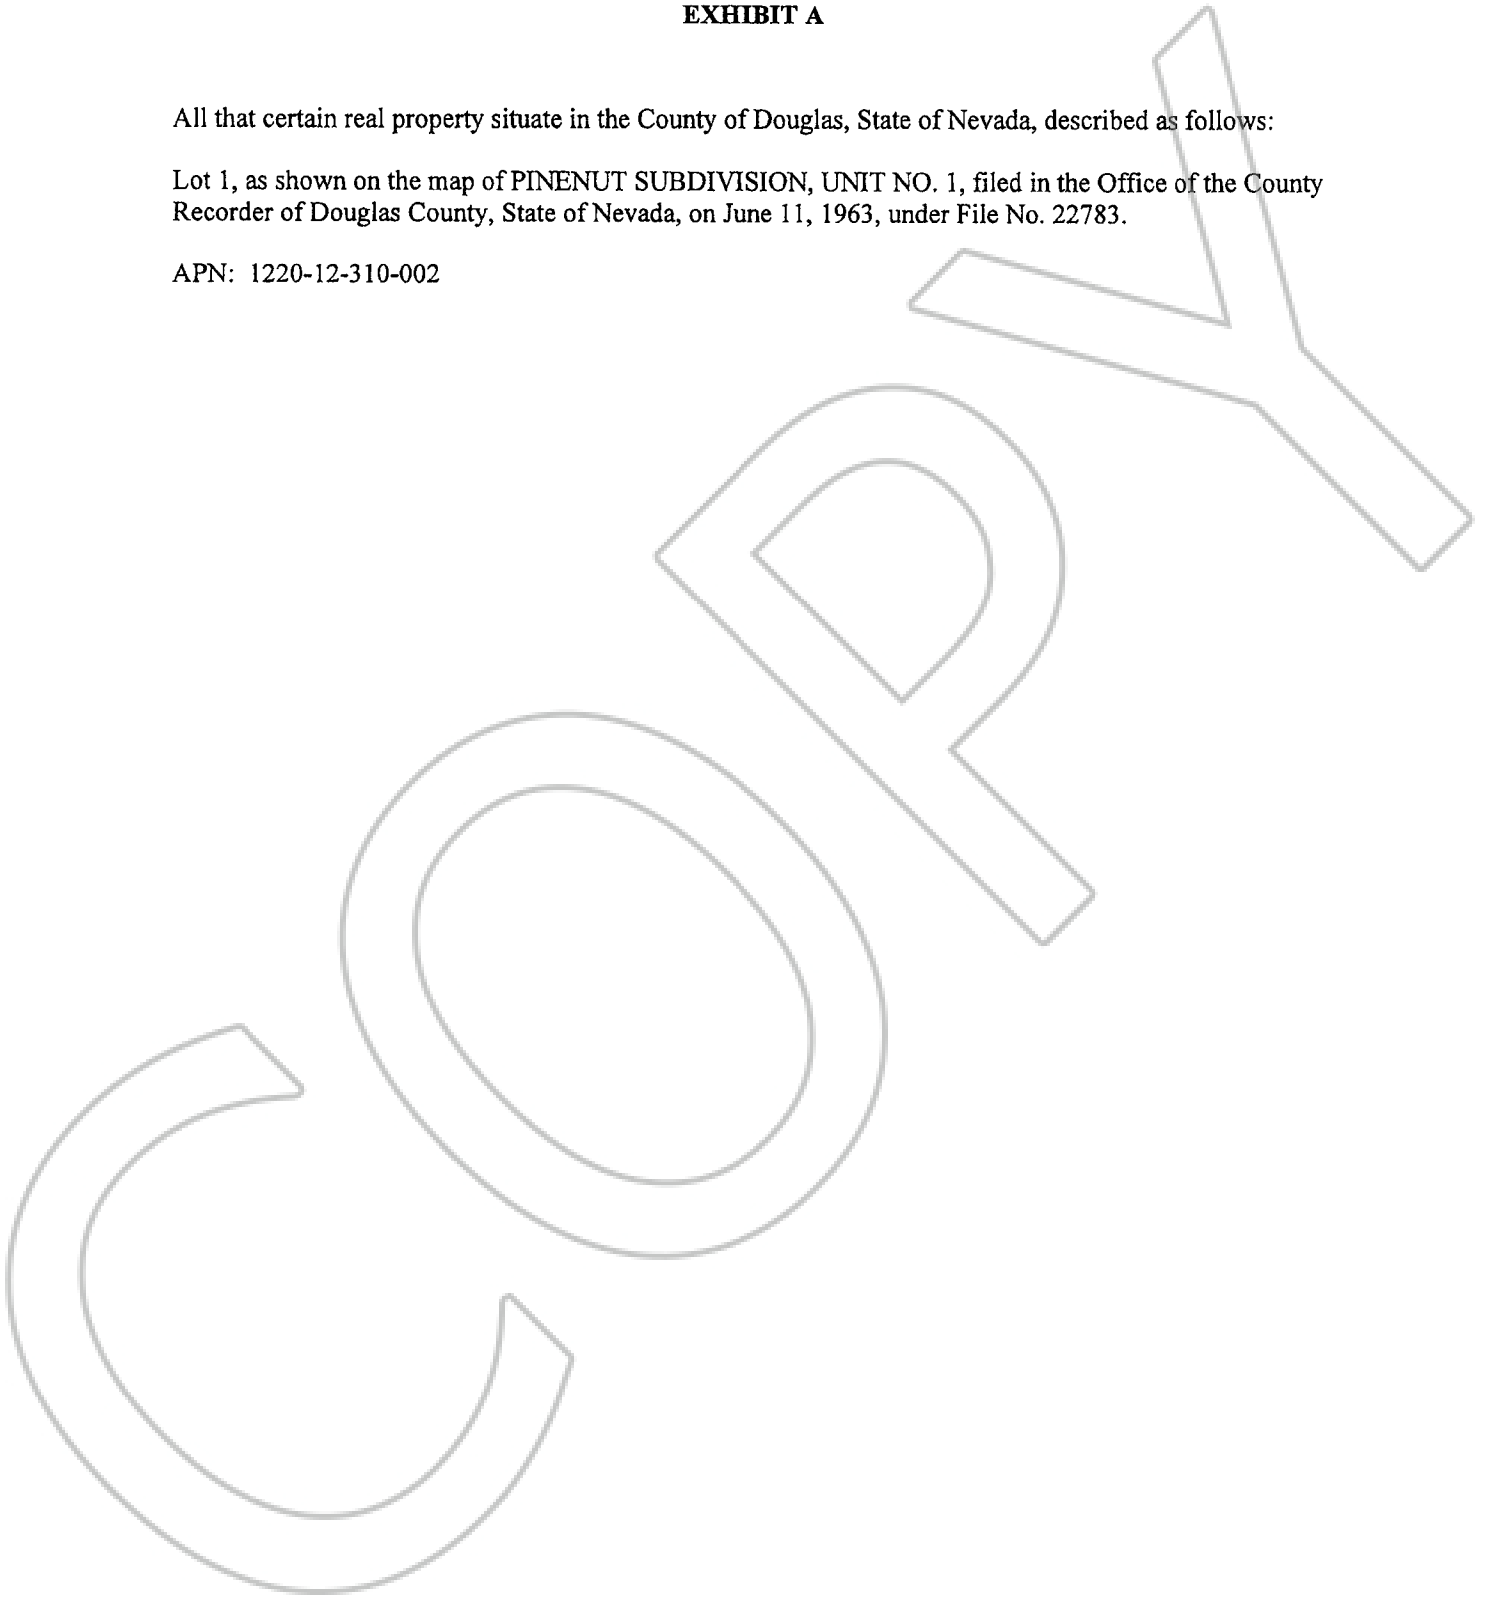 EXHIBIT A
All that certain real property situate in the County of Douglas, State of Nevada, described as follows:
Lot 1, as shown on the map of PINENUT SUBDIVISION, UNIT NO. 1, filed in the Office of the County
Recorder of Douglas County, State of Nevada, on June 11, 1963, under File No. 22783.
APN: 1220-12-310-002
COPY